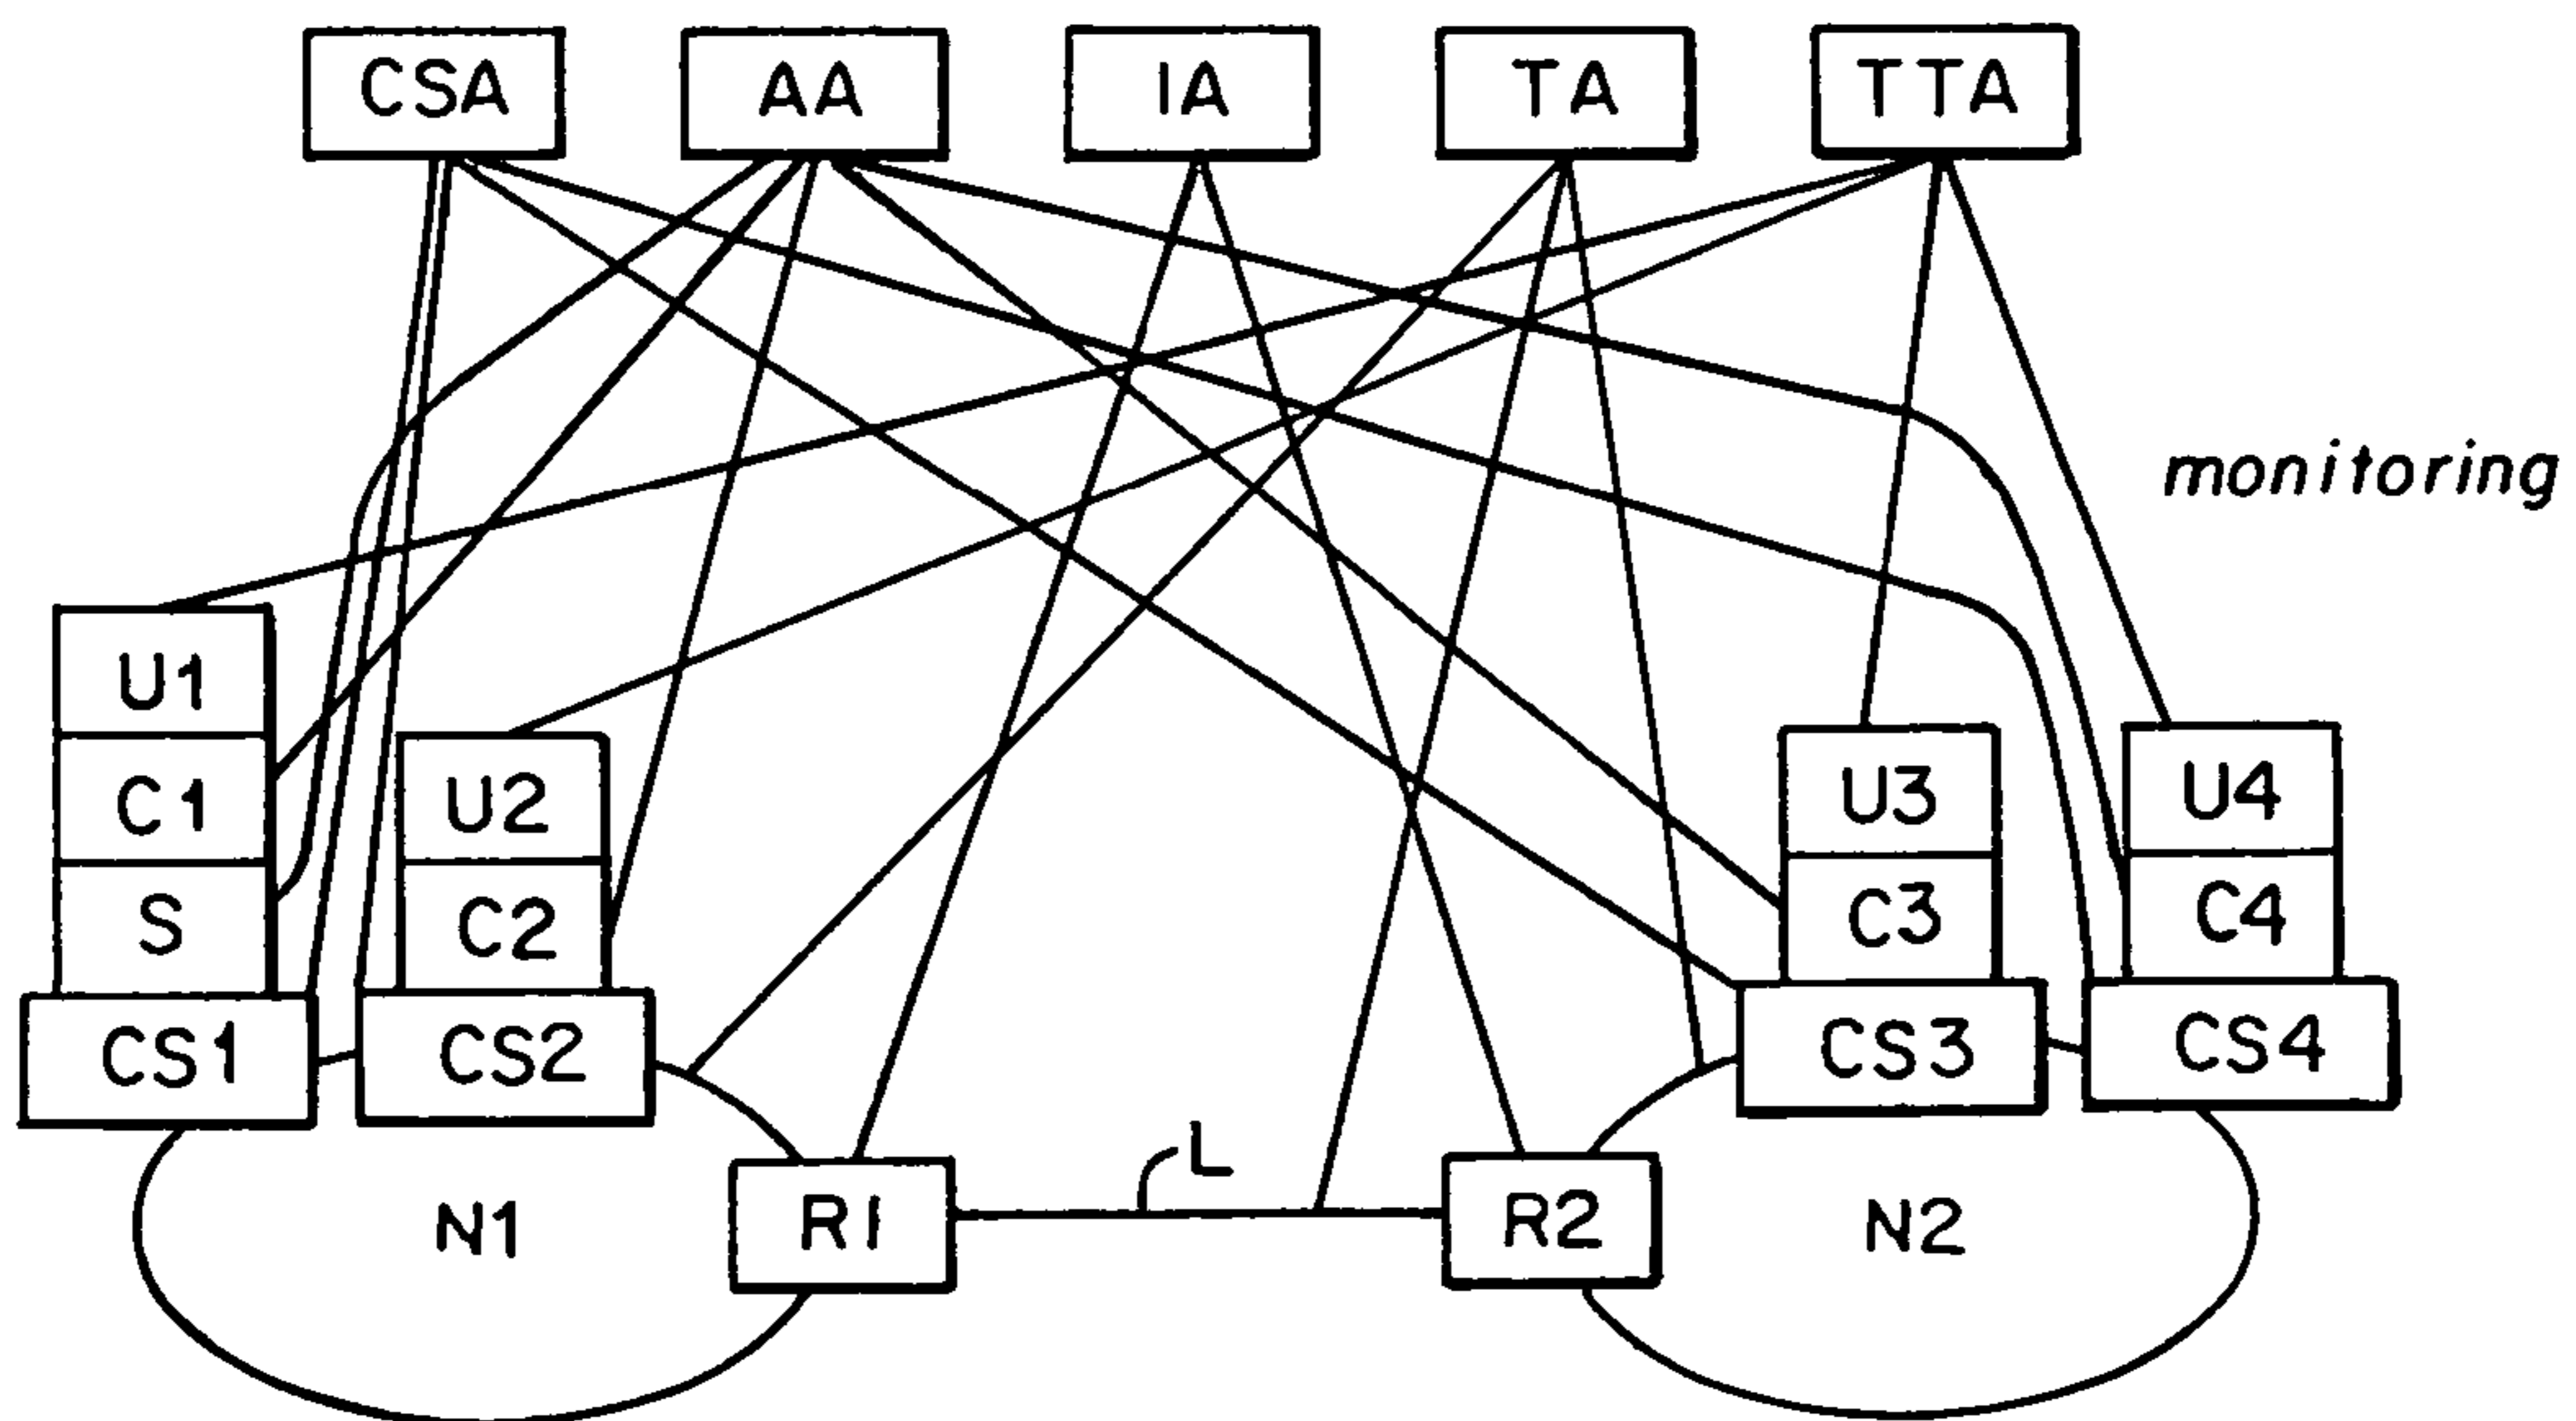 CSA AA IA TA TTA
monitoring
U1
C1 U2 U3 U4
S C2 C3 C4
CS1 CS2 CS3 CS4
L
N1 R1 R2 N2